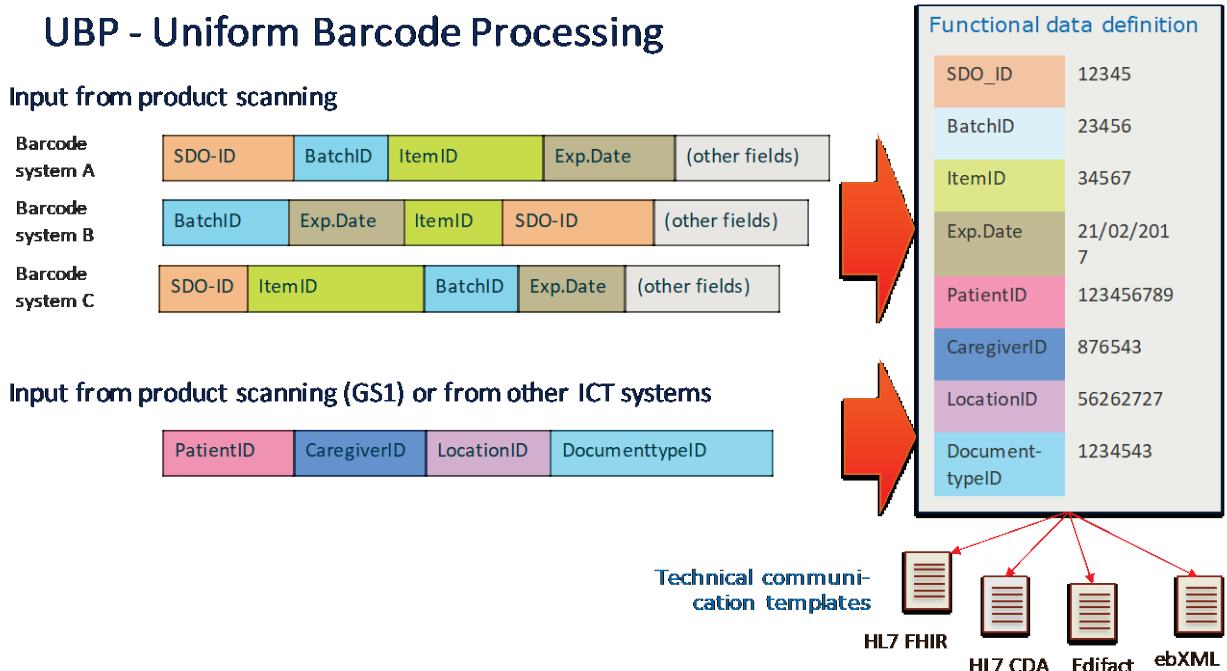 UBP - Uniform Barcode Processing
Input from product scanning
Barcode
system A
SDO-ID
BatchID
ItemID
Exp.Date
(other fields)
Barcode
system B
BatchID
Exp.Date
ItemID
SDO-ID
(other fields)
Barcode
system C
SDO-ID
ItemID
BatchID
Exp.Date
(other fields)
Input from product scanning (GS1) or from other ICT systems
PatientID
CaregiverID
LocationID
DocumenttypeID
Functional data definition
SDO_ID
12345
BatchID
23456
ItemID
34567
Exp.Date
21/02/201
7
PatientID
123456789
CaregiverID
876543
LocationID
56262727
Document-
typeID
1234543
Technical communi-
cation templates
HL7 FHIR
HL7 CDA
Edifact
ebXML